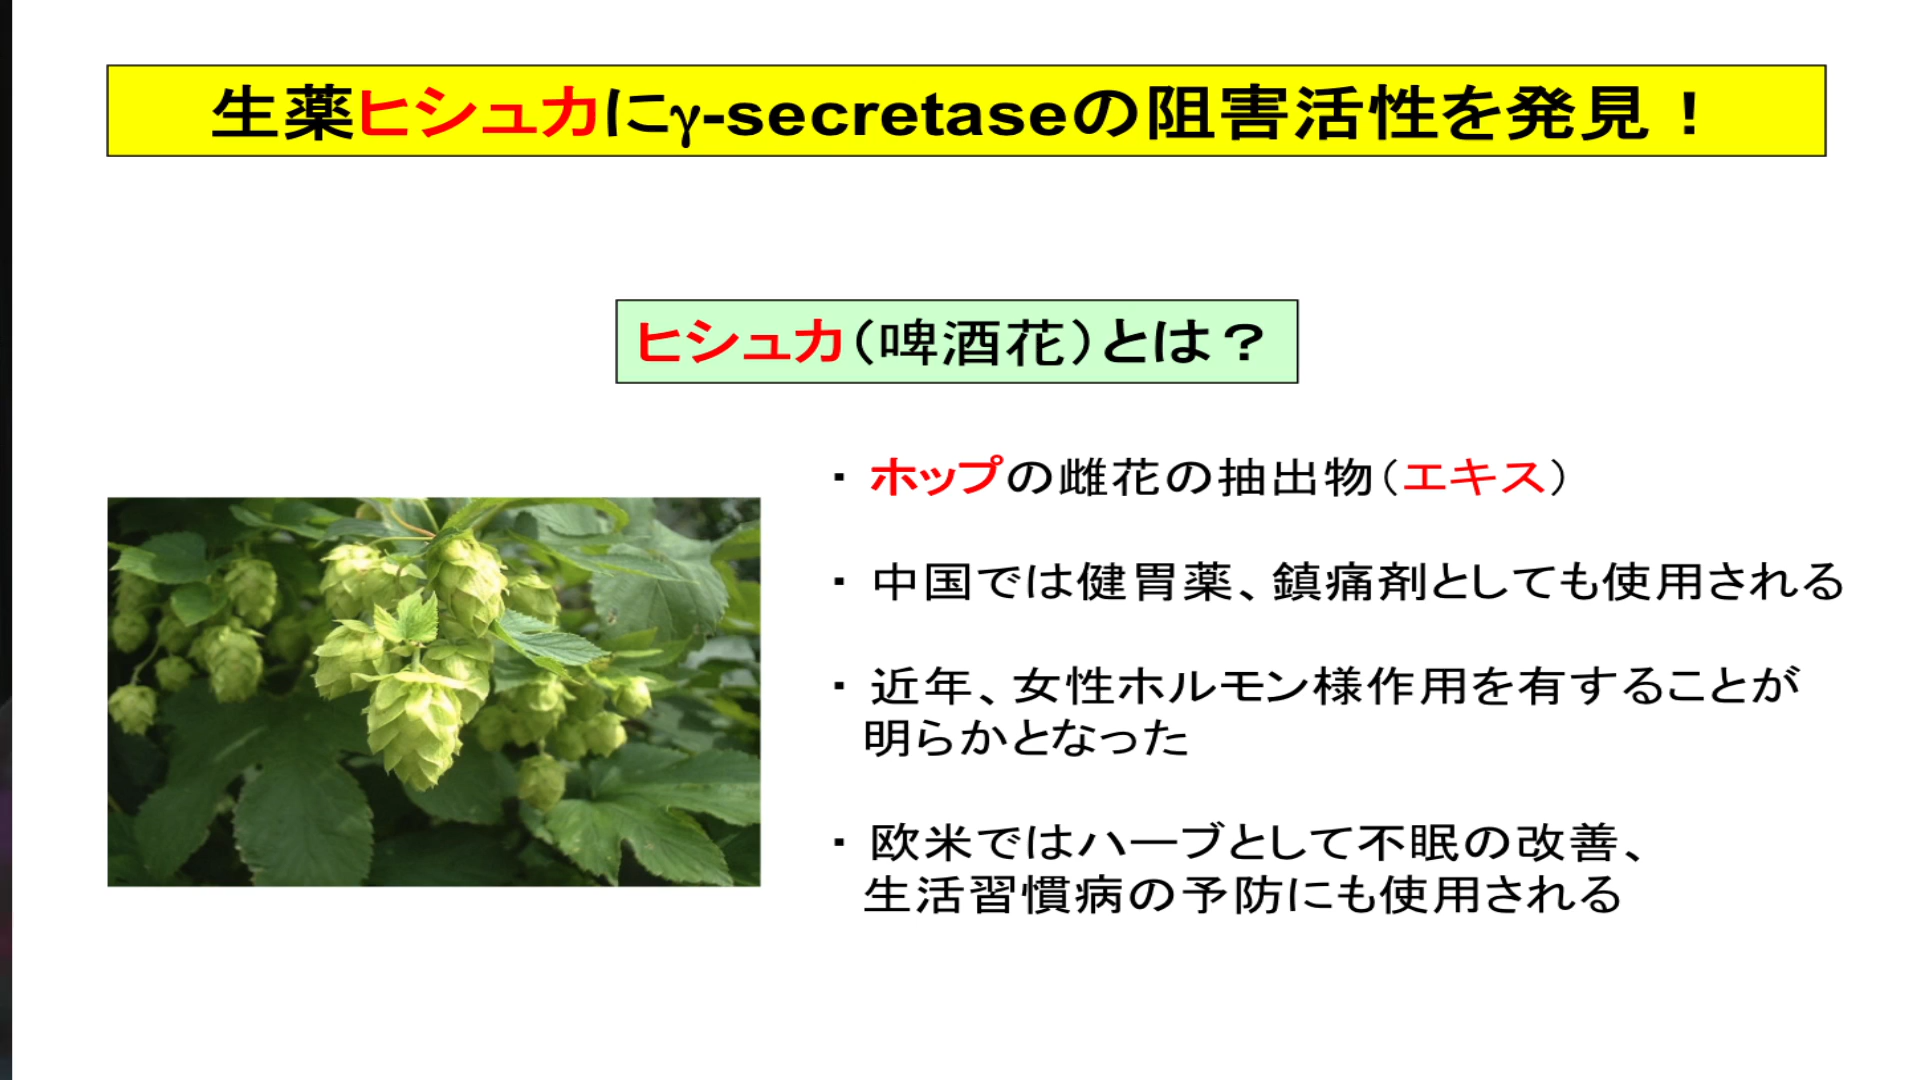 生薬ヒシュカにγ-secretaseの阻害活性を発見！
ヒシュカ（啤酒花）とは？
・ ホップの雌花の抽出物（エキス）
・ 中国では健胃薬、鎮痛剤としても使用される
・ 近年、女性ホルモン様作用を有することが
明らかとなった
・ 欧米ではハーブとして不眠の改善、
生活習慣病の予防にも使用される